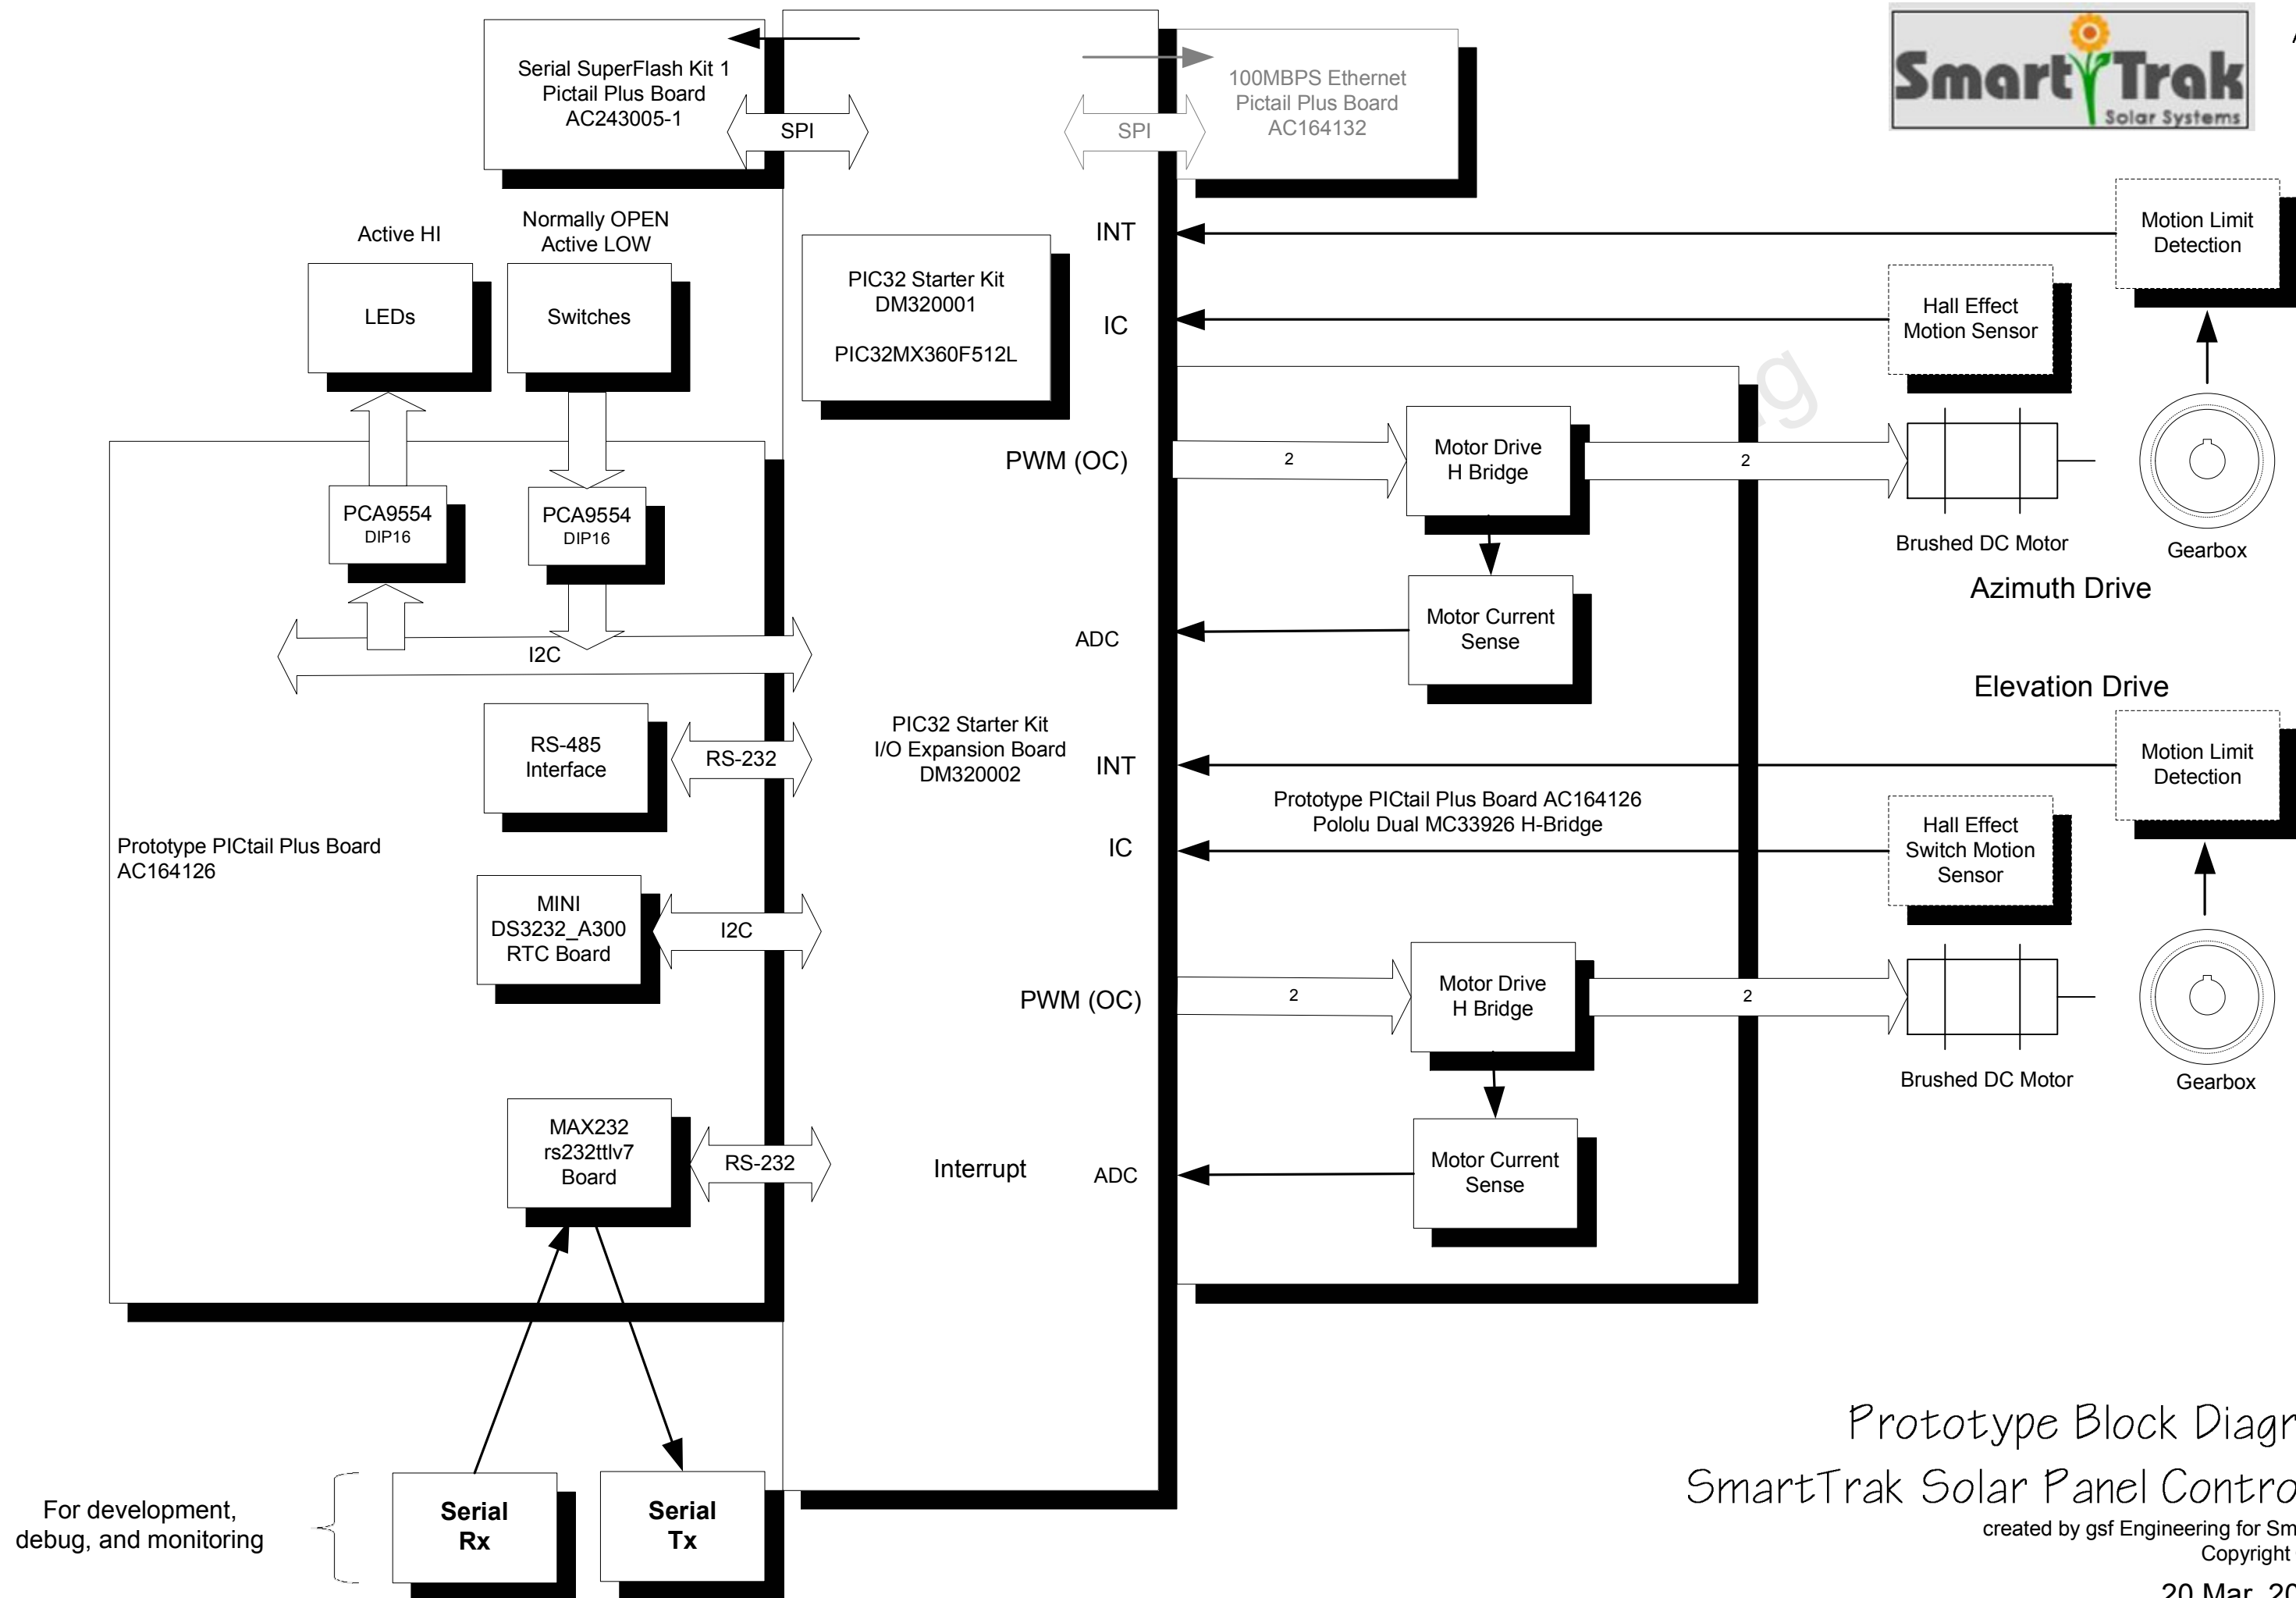 Serial SuperFlash Kit 1
Pictail Plus Board
AC243005-1
SPI
SPI
100MBPS Ethernet
Pictail Plus Board
AC164132
SmartTrak
Solar Systems
Active HI
Normally OPEN
Active LOW
LEDs
Switches
PIC32 Starter Kit
DM320001
PIC32MX360F512L
INT
IC
Motion Limit
Detection
Hall Effect
Motion Sensor
PCA9554
DIP16
PCA9554
DIP16
PWM (OC)
2
Motor Drive
H Bridge
2
Brushed DC Motor
Gearbox
Azimuth Drive
I2C
ADC
Motor Current
Sense
Elevation Drive
RS-485
Interface
RS-232
PIC32 Starter Kit
I/O Expansion Board
DM320002
INT
Motion Limit
Detection
Prototype PICtail Plus Board AC164126
Pololu Dual MC33926 H-Bridge
Prototype PICtail Plus Board
AC164126
IC
Hall Effect
Switch Motion
Sensor
MINI
DS3232_A300
RTC Board
I2C
PWM (OC)
2
Motor Drive
H Bridge
2
Brushed DC Motor
Gearbox
MAX232
rs232ttlv7
Board
RS-232
Interrupt
ADC
Motor Current
Sense
For development,
debug, and monitoring
Serial
Rx
Serial
Tx
Prototype Block Diagr
SmartTrak Solar Panel Contro
created by gsf Engineering for Sm
Copyright
20 Mar, 20